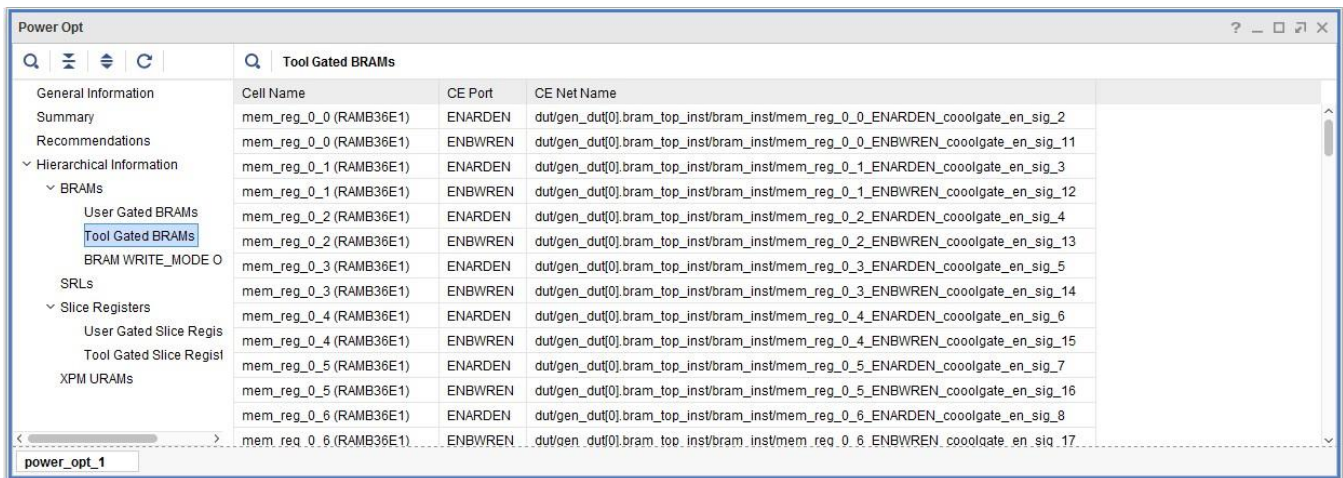 Power Opt
Tool Gated BRAMs
General Information
Summary
Recommendations
Hierarchical Information
BRAMs
User Gated BRAMs
Tool Gated BRAMs
BRAM WRITE_MODE O
SRLs
Slice Registers
User Gated Slice Regis
Tool Gated Slice Regist
XPM URAMs
Cell Name CE Port CE Net Name
mem_reg_0_0 (RAMB36E1) ENARDEN dut/gen_dut[0].bram_top_inst/bram_inst/mem_reg_0_0_ENARDEN_cooolgate_en_sig_2
mem_reg_0_0 (RAMB36E1) ENBWREN dut/gen_dut[0].bram_top_inst/bram_inst/mem_reg_0_0_ENBWREN_cooolgate_en_sig_11
mem_reg_0_1 (RAMB36E1) ENARDEN dut/gen_dut[0].bram_top_inst/bram_inst/mem_reg_0_1_ENARDEN_cooolgate_en_sig_3
mem_reg_0_1 (RAMB36E1) ENBWREN dut/gen_dut[0].bram_top_inst/bram_inst/mem_reg_0_1_ENBWREN_cooolgate_en_sig_12
mem_reg_0_2 (RAMB36E1) ENARDEN dut/gen_dut[0].bram_top_inst/bram_inst/mem_reg_0_2_ENARDEN_cooolgate_en_sig_4
mem_reg_0_2 (RAMB36E1) ENBWREN dut/gen_dut[0].bram_top_inst/bram_inst/mem_reg_0_2_ENBWREN_cooolgate_en_sig_13
mem_reg_0_3 (RAMB36E1) ENARDEN dut/gen_dut[0].bram_top_inst/bram_inst/mem_reg_0_3_ENARDEN_cooolgate_en_sig_5
mem_reg_0_3 (RAMB36E1) ENBWREN dut/gen_dut[0].bram_top_inst/bram_inst/mem_reg_0_3_ENBWREN_cooolgate_en_sig_14
mem_reg_0_4 (RAMB36E1) ENARDEN dut/gen_dut[0].bram_top_inst/bram_inst/mem_reg_0_4_ENARDEN_cooolgate_en_sig_6
mem_reg_0_4 (RAMB36E1) ENBWREN dut/gen_dut[0].bram_top_inst/bram_inst/mem_reg_0_4_ENBWREN_cooolgate_en_sig_15
mem_reg_0_5 (RAMB36E1) ENARDEN dut/gen_dut[0].bram_top_inst/bram_inst/mem_reg_0_5_ENARDEN_cooolgate_en_sig_7
mem_reg_0_5 (RAMB36E1) ENBWREN dut/gen_dut[0].bram_top_inst/bram_inst/mem_reg_0_5_ENBWREN_cooolgate_en_sig_16
mem_reg_0_6 (RAMB36E1) ENARDEN dut/gen_dut[0].bram_top_inst/bram_inst/mem_reg_0_6_ENARDEN_cooolgate_en_sig_8
mem_reg_0_6 (RAMB36E1) ENBWREN dut/gen_dut[0].bram_top_inst/bram_inst/mem_reg_0_6_ENBWREN_cooolgate_en_sig_17
power_opt_1